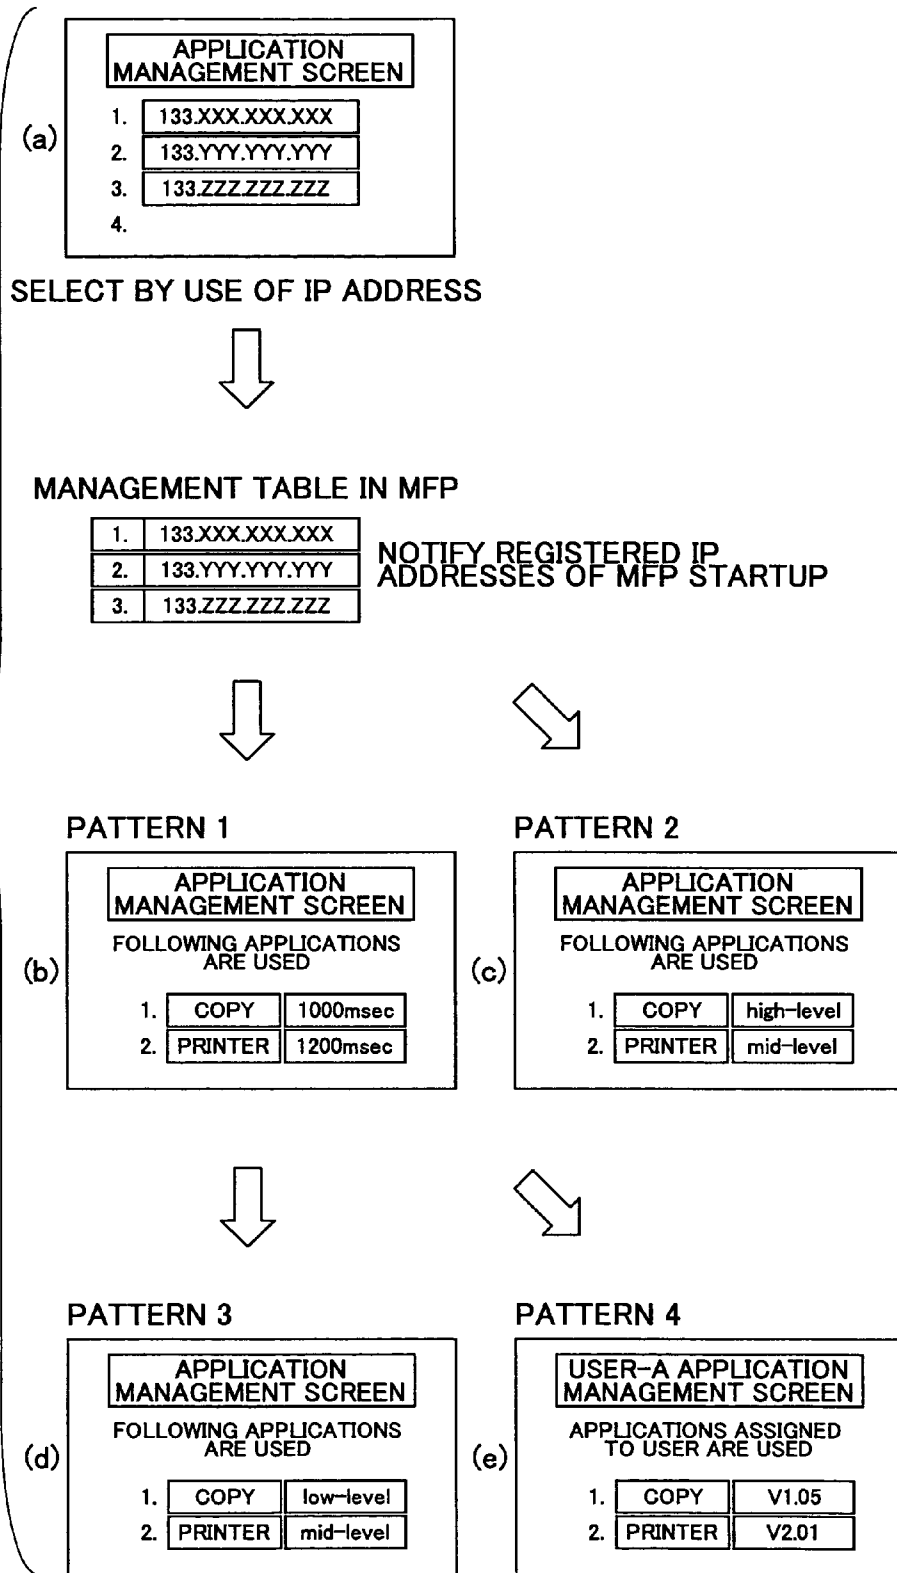 APPLICATION
MANAGEMENT SCREEN
(a)
1. 133.XXX.XXX.XXX
2. 133.YYY.YYY.YYY
3. 133.ZZZ.ZZZ.ZZZ
4.
SELECT BY USE OF IP ADDRESS
MANAGEMENT TABLE IN MFP
1. 133.XXX.XXX.XXX
2. 133.YYY.YYY.YYY
3. 133.ZZZ.ZZZ.ZZZ
NOTIFY REGISTERED IP
ADDRESSES OF MFP STARTUP
PATTERN 1
APPLICATION
MANAGEMENT SCREEN
FOLLOWING APPLICATIONS
ARE USED
(b)
1. COPY 1000msec
2. PRINTER 1200msec
PATTERN 2
APPLICATION
MANAGEMENT SCREEN
FOLLOWING APPLICATIONS
ARE USED
(c)
1. COPY high-level
2. PRINTER mid-level
PATTERN 3
APPLICATION
MANAGEMENT SCREEN
FOLLOWING APPLICATIONS
ARE USED
(d)
1. COPY low-level
2. PRINTER mid-level
PATTERN 4
USER-A APPLICATION
MANAGEMENT SCREEN
APPLICATIONS ASSIGNED
TO USER ARE USED
(e)
1. COPY V1.05
2. PRINTER V2.01